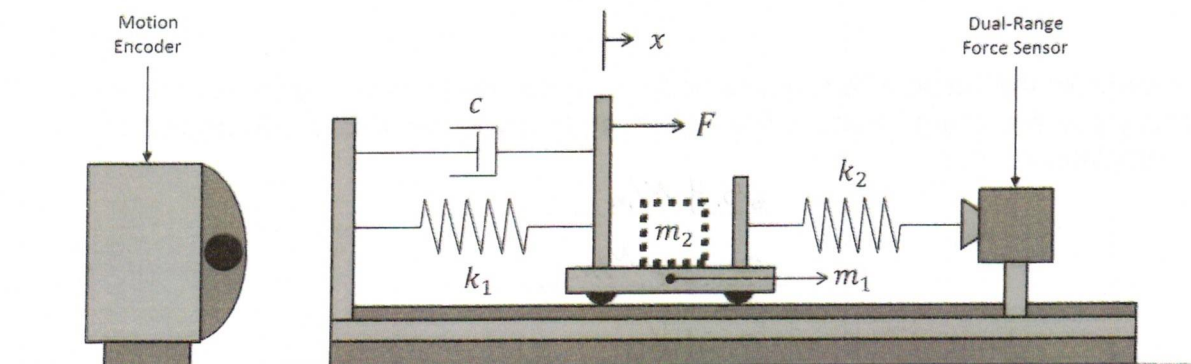 Motion
Encoder
Dual-Range
Force Sensor
x
c
F
k₂
m₂
k₁
m₁